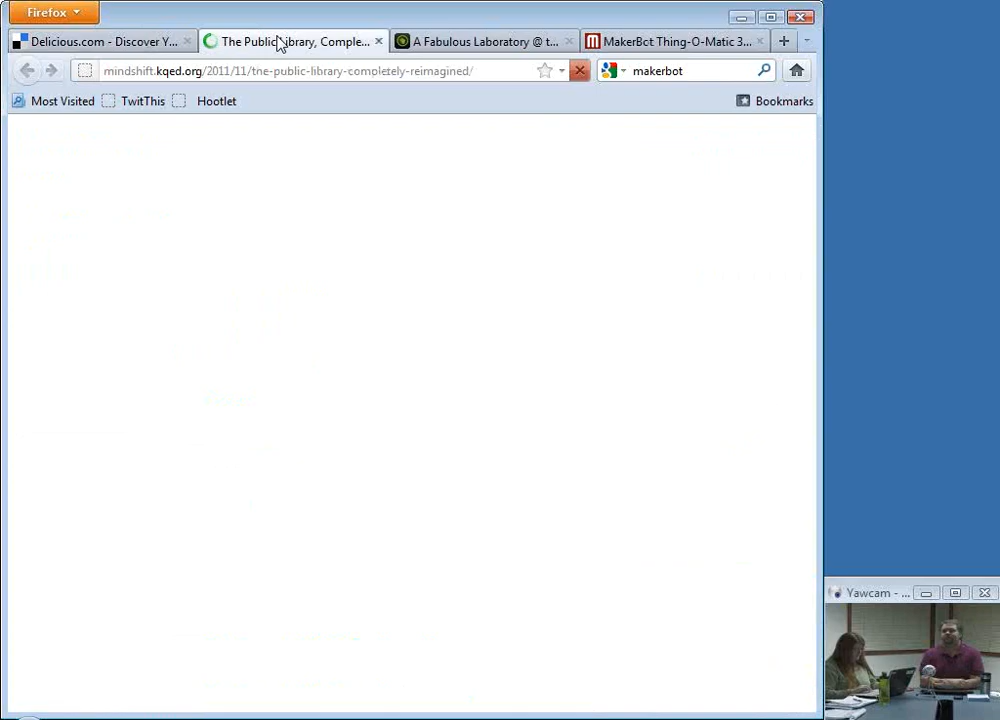 Firefox
Delicious.com - Discover Y...
The Public Library, Comple...
A Fabulous Laboratory @ t...
MakerBot Thing-O-Matic 3...
mindshift.kqed.org/2011/11/tne-public-library-completely-reimagined/
makerbot
Most Visited
TwitThis
Hootlet
Bookmarks
Yawcam - ...